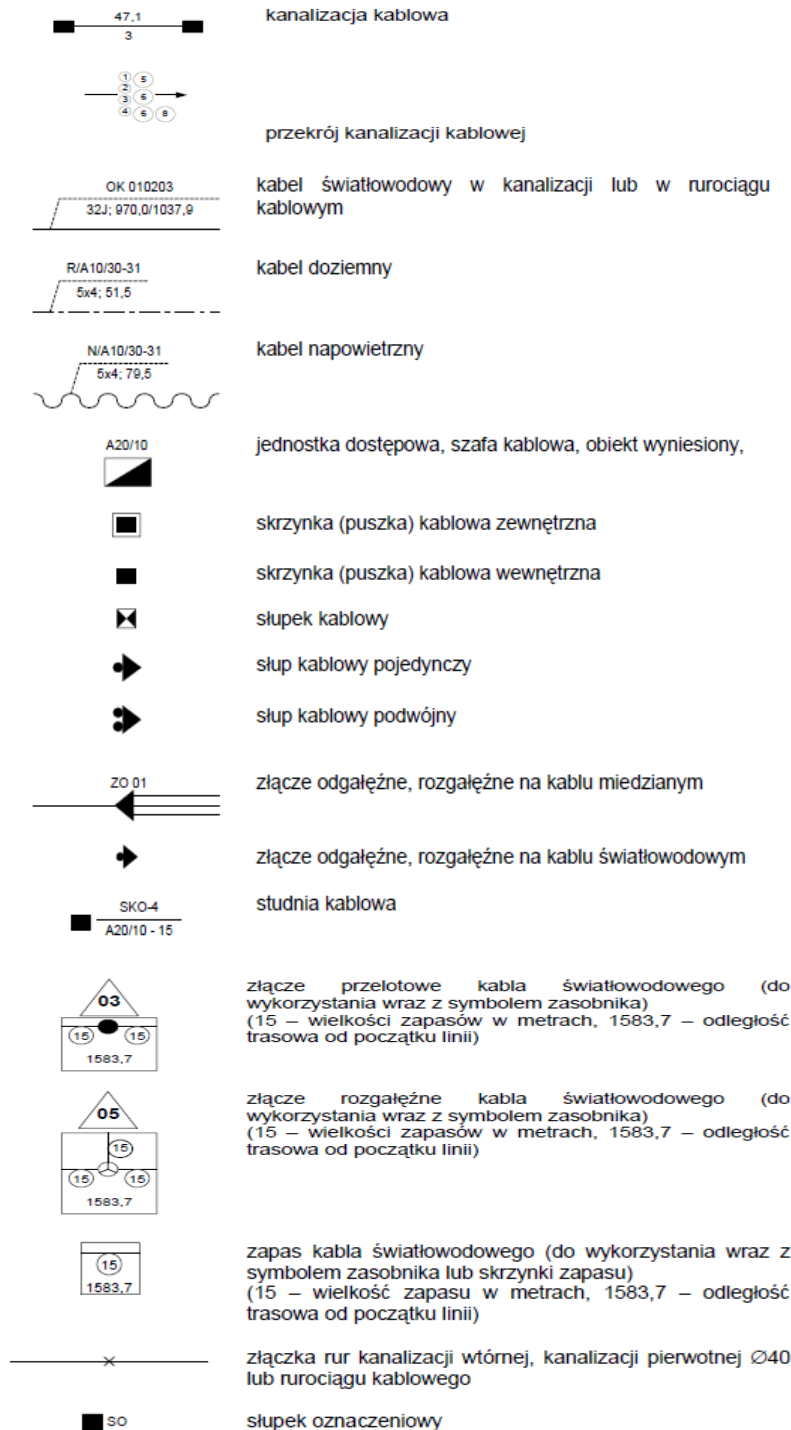 47,1
3
kanalizacja kablowa
1 5
2
3 6
4 6 8
przekrój kanalizacji kablowej
OK 010203
32J; 970,0/1037,9
kabel światłowodowy w kanalizacji lub w rurociągu
kablowym
R/A10/30-31
5x4; 51,5
kabel doziemny
N/A10/30-31
5x4; 79,5
kabel napowietrzny
A20/10
jednostka dostępowa, szafa kablowa, obiekt wyniesiony,
skrzynka (puszka) kablowa zewnętrzna
skrzynka (puszka) kablowa wewnętrzna
słupek kablowy
słup kablowy pojedynczy
słup kablowy podwójny
ZO 01
złącze odgałęźne, rozgałęźne na kablu miedzianym
złącze odgałęźne, rozgałęźne na kablu światłowodowym
SKO-4
A20/10 - 15
studnia kablowa
03
15 15
1583,7
złącze przelotowe kabla światłowodowego (do
wykorzystania wraz z symbolem zasobnika)
(15 – wielkości zapasów w metrach, 1583,7 – odległość
trasowa od początku linii)
05
15
15 15
1583,7
złącze rozgałęźne kabla światłowodowego (do
wykorzystania wraz z symbolem zasobnika)
(15 – wielkości zapasów w metrach, 1583,7 – odległość
trasowa od początku linii)
15
1583,7
zapas kabla światłowodowego (do wykorzystania wraz z
symbolem zasobnika lub skrzynki zapasu)
(15 – wielkość zapasu w metrach, 1583,7 – odległość
trasowa od początku linii)
złączka rur kanalizacji wtórnej, kanalizacji pierwotnej ∅40
lub rurociągu kablowego
SO
słupek oznaczeniowy